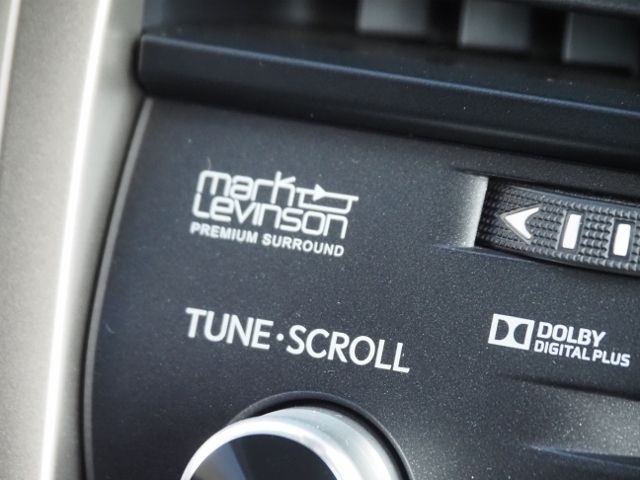 mark
Levinson
PREMIUM SURROUND
TUNE·SCROLL
DOLBY
DIGITAL PLUS